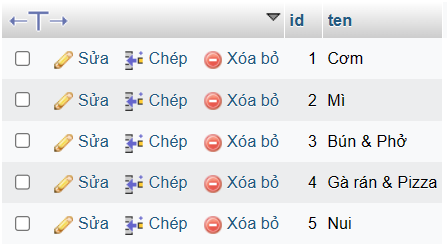 id ten
Sửa Chép Xóa bỏ 1 Cơm
Sửa Chép Xóa bỏ 2 Mì
Sửa Chép Xóa bỏ 3 Bún & Phở
Sửa Chép Xóa bỏ 4 Gà rán & Pizza
Sửa Chép Xóa bỏ 5 Nui